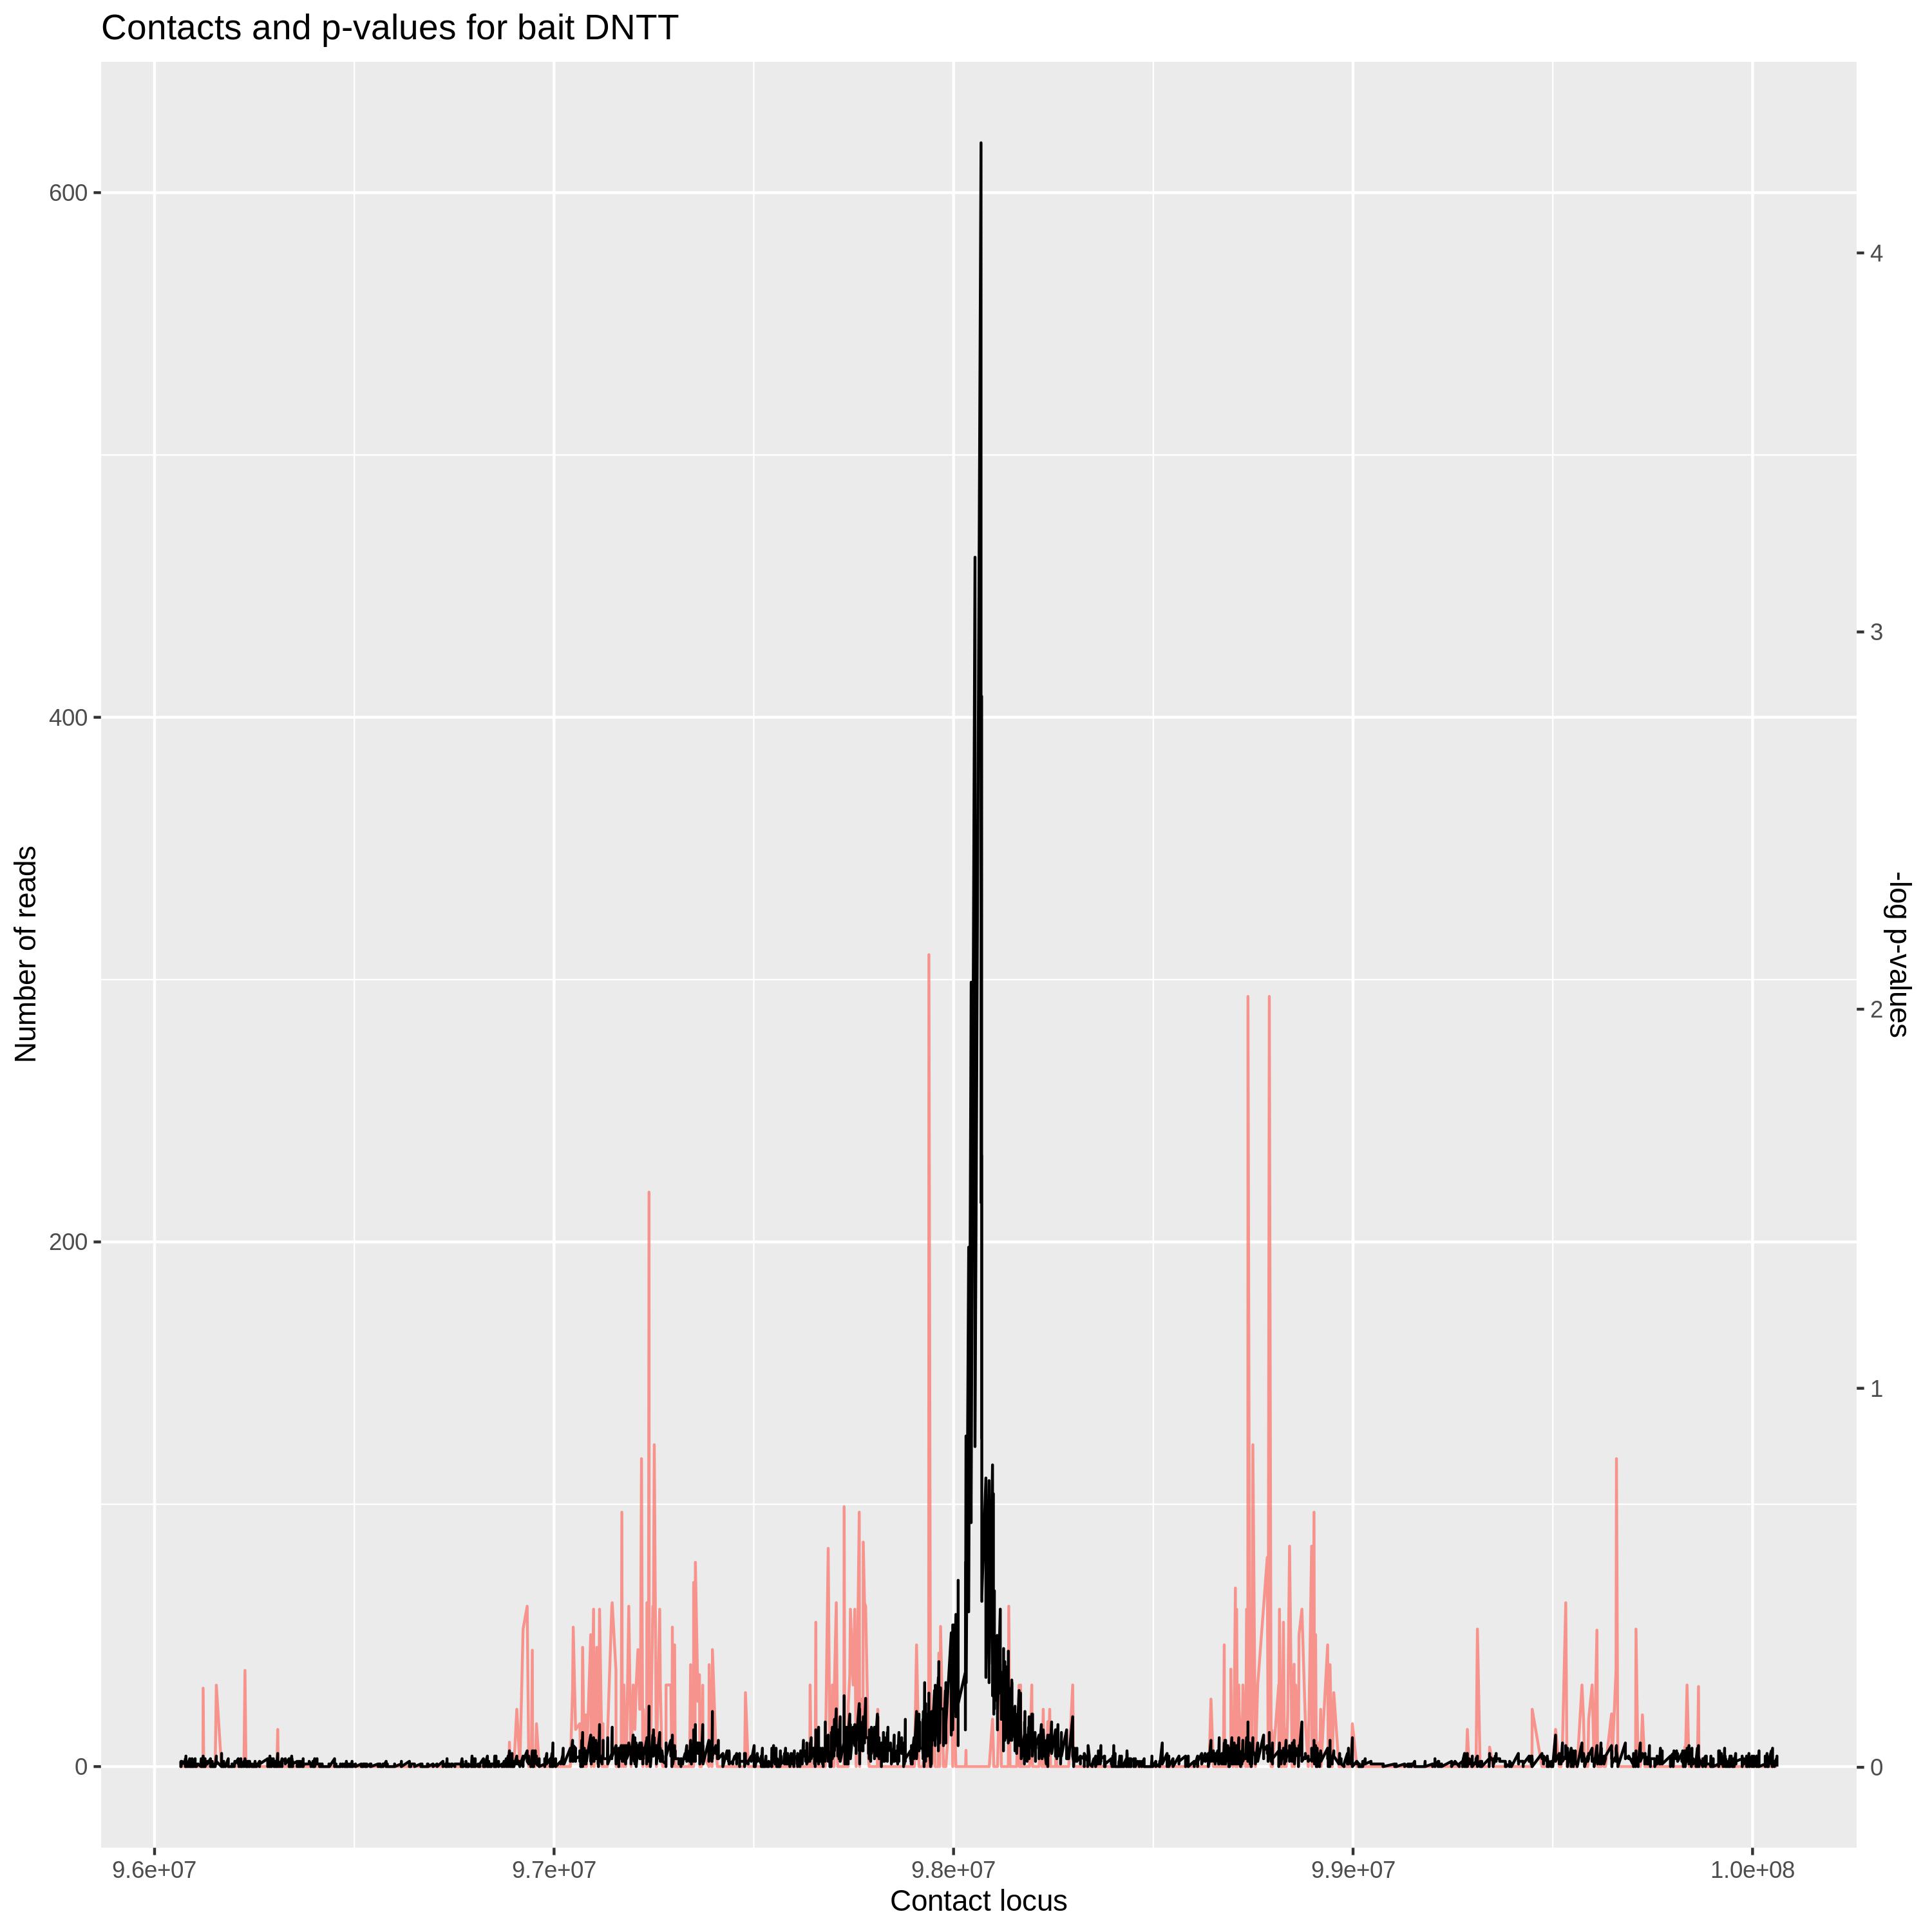 Contacts and p-values for bait DNTT
600
400
200
0
Number of reads
4
3
2
1
0
-log p-values
9.6e+07 9.7e+07 9.8e+07 9.9e+07 1.0e+08
Contact locus